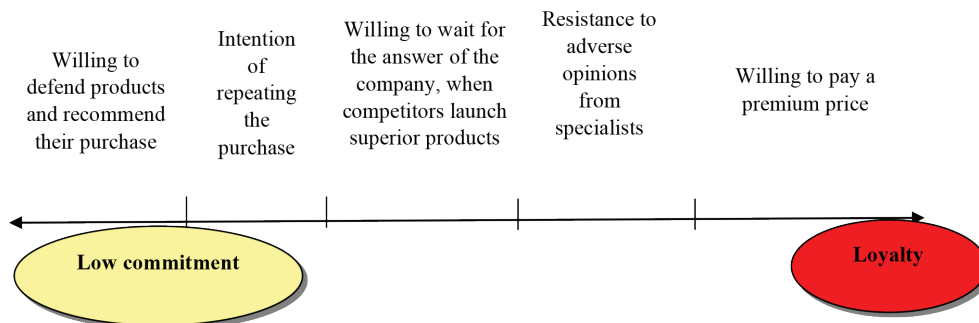 Willing to
defend products
and recommend
their purchase
Intention
of
repeating
the
purchase
Willing to wait for
the answer of the
company, when
competitors launch
superior products
Resistance to
adverse
opinions
from
specialists
Willing to pay a
premium price
Low commitment
Loyalty